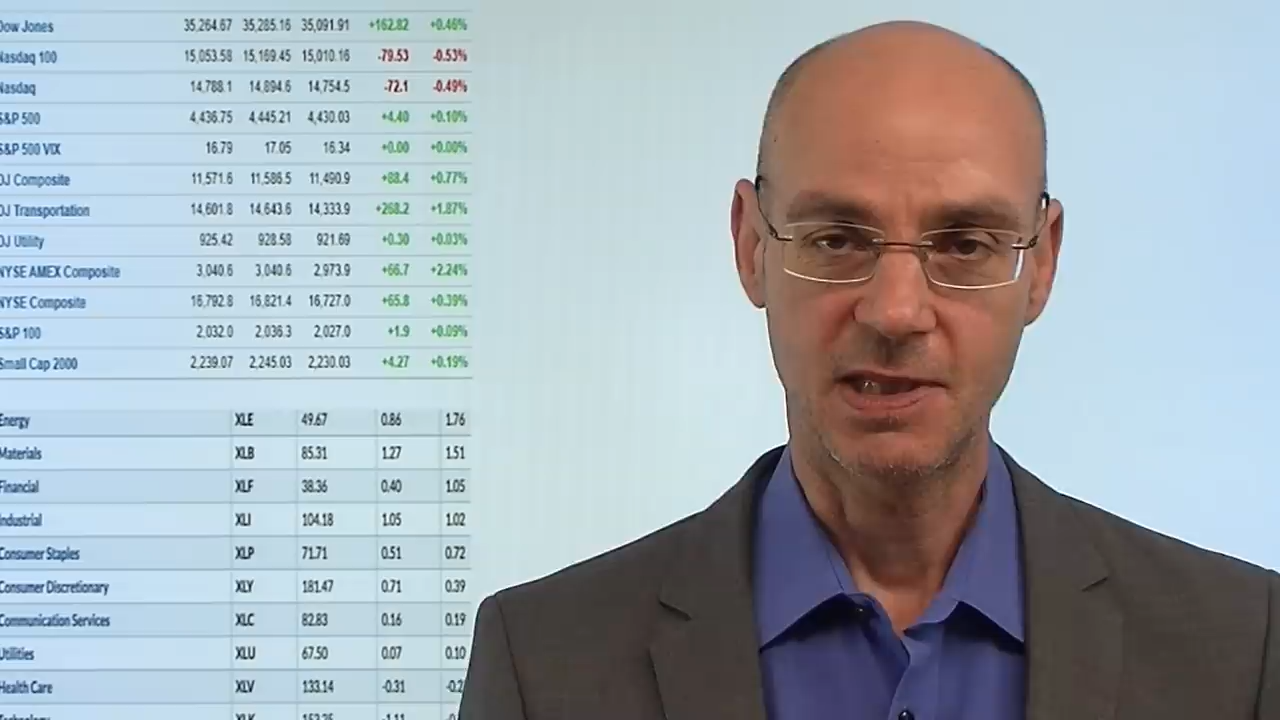 Dow Jones 35,264.67 35,285.16 35,091.91 +162.82 +0.46%
Nasdaq 100 15,053.58 15,169.45 15,010.16 -79.53 -0.53%
Nasdaq 14,788.1 14,894.6 14,754.5 -72.1 -0.49%
S&P 500 4,436.75 4,445.21 4,430.03 +4.40 +0.10%
S&P 500 VIX 16.79 17.05 16.34 +0.00 +0.00%
DJ Composite 11,571.6 11,586.5 11,490.9 +88.4 +0.77%
DJ Transportation 14,601.8 14,643.6 14,333.9 +268.2 +1.87%
DJ Utility 925.42 928.58 921.69 +0.30 +0.03%
NYSE AMEX Composite 3,040.6 3,040.6 2,973.9 +66.7 +2.24%
NYSE Composite 16,792.8 16,821.4 16,727.0 +65.8 +0.39%
S&P 100 2,032.0 2,036.3 2,027.0 +1.9 +0.09%
Small Cap 2000 2,239.07 2,245.03 2,230.03 +4.27 +0.19%
Energy XLE 49.67 0.86 1.76
Materials XLB 85.31 1.27 1.51
Financial XLF 38.36 0.40 1.05
Industrial XLI 104.18 1.05 1.02
Consumer Staples XLP 71.71 0.51 0.72
Consumer Discretionary XLY 181.47 0.71 0.39
Communication Services XLC 82.83 0.16 0.19
Utilities XLU 67.50 0.07 0.10
Health Care XLV 133.14 -0.31 -0.2